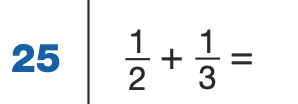 25 1/2 + 1/3 =